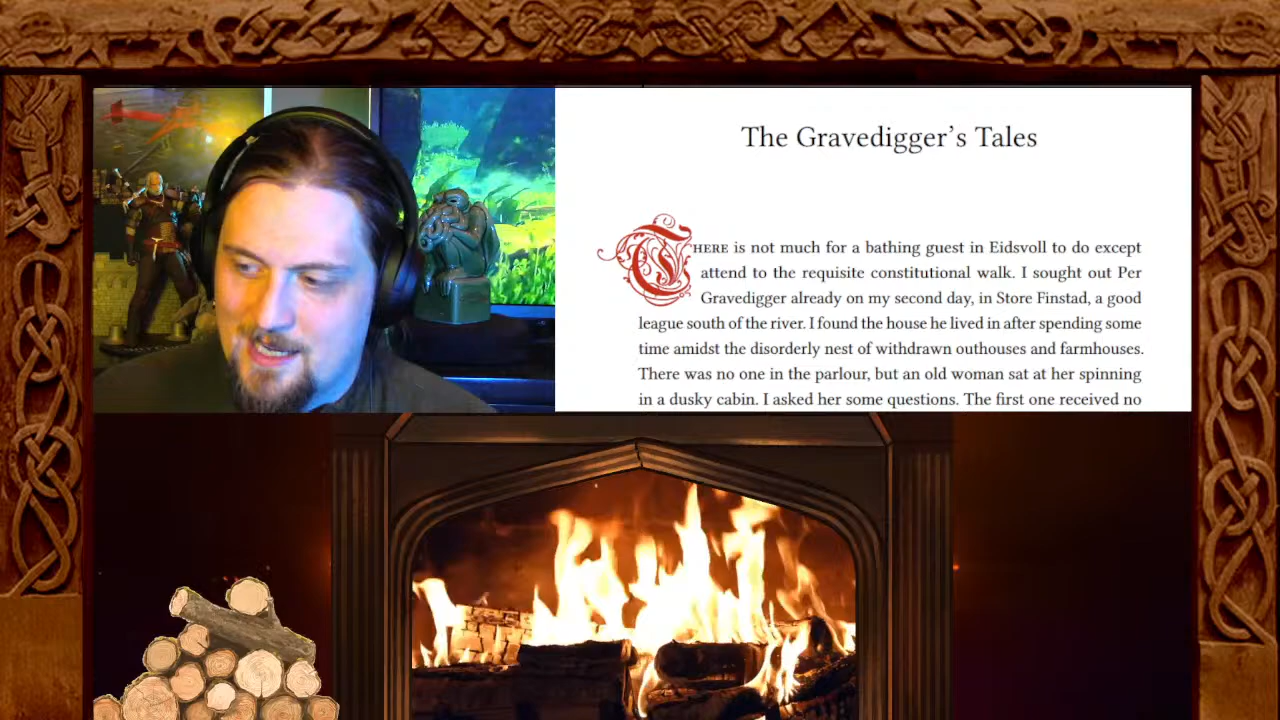 The Gravedigger's Tales
THERE is not much for a bathing guest in Eidsvoll to do except
attend to the requisite constitutional walk. I sought out Per
Gravedigger already on my second day, in Store Finstad, a good
league south of the river. I found the house he lived in after spending some
time amidst the disorderly nest of withdrawn outhouses and farmhouses.
There was no one in the parlour, but an old woman sat at her spinning
in a dusky cabin. I asked her some questions. The first one received no